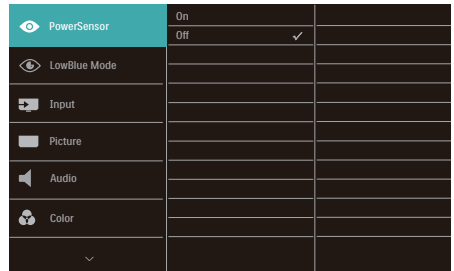 PowerSensor
On
Off
LowBlue Mode
Input
Picture
Audio
Color